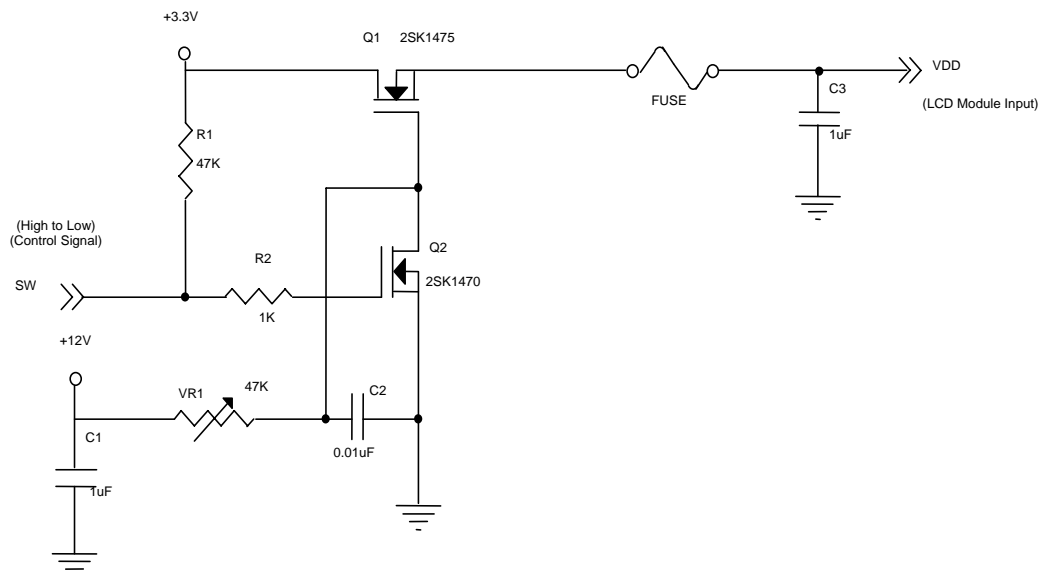 +3.3V
Q1 2SK1475
VDD
C3
FUSE
(LCD Module Input)
R1
1uF
47K
(High to Low)
(Control Signal)
Q2
R2
SW
2SK1470
1K
+12V
VR1
47K
C2
C1
0.01uF
1uF